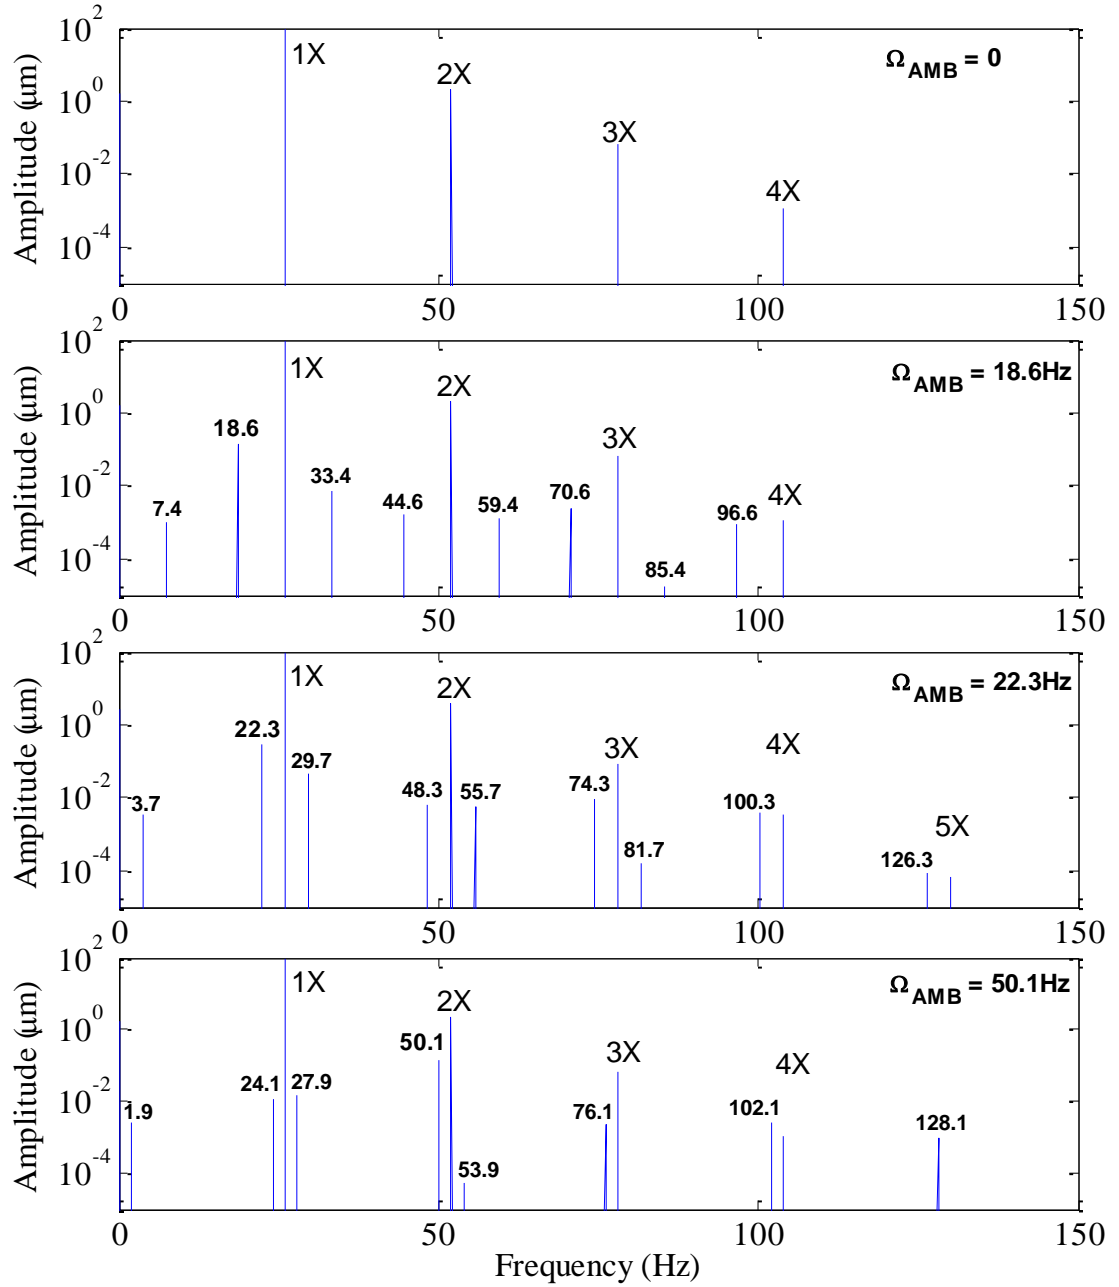 10^2
10^0
10^-2
10^-4
Amplitude (μm)
1X
2X
3X
4X
Ω_AMB = 0
0 50 100 150
10^2
10^0
10^-2
10^-4
Amplitude (μm)
1X
2X
3X
4X
Ω_AMB = 18.6Hz
7.4
18.6
33.4
44.6
59.4
70.6
85.4
96.6
0 50 100 150
10^2
10^0
10^-2
10^-4
Amplitude (μm)
1X
2X
3X
4X
5X
Ω_AMB = 22.3Hz
3.7
22.3
29.7
48.3
55.7
74.3
81.7
100.3
126.3
0 50 100 150
10^2
10^0
10^-2
10^-4
Amplitude (μm)
1X
2X
3X
4X
Ω_AMB = 50.1Hz
1.9
24.1
27.9
50.1
53.9
76.1
102.1
128.1
0 50 100 150
Frequency (Hz)